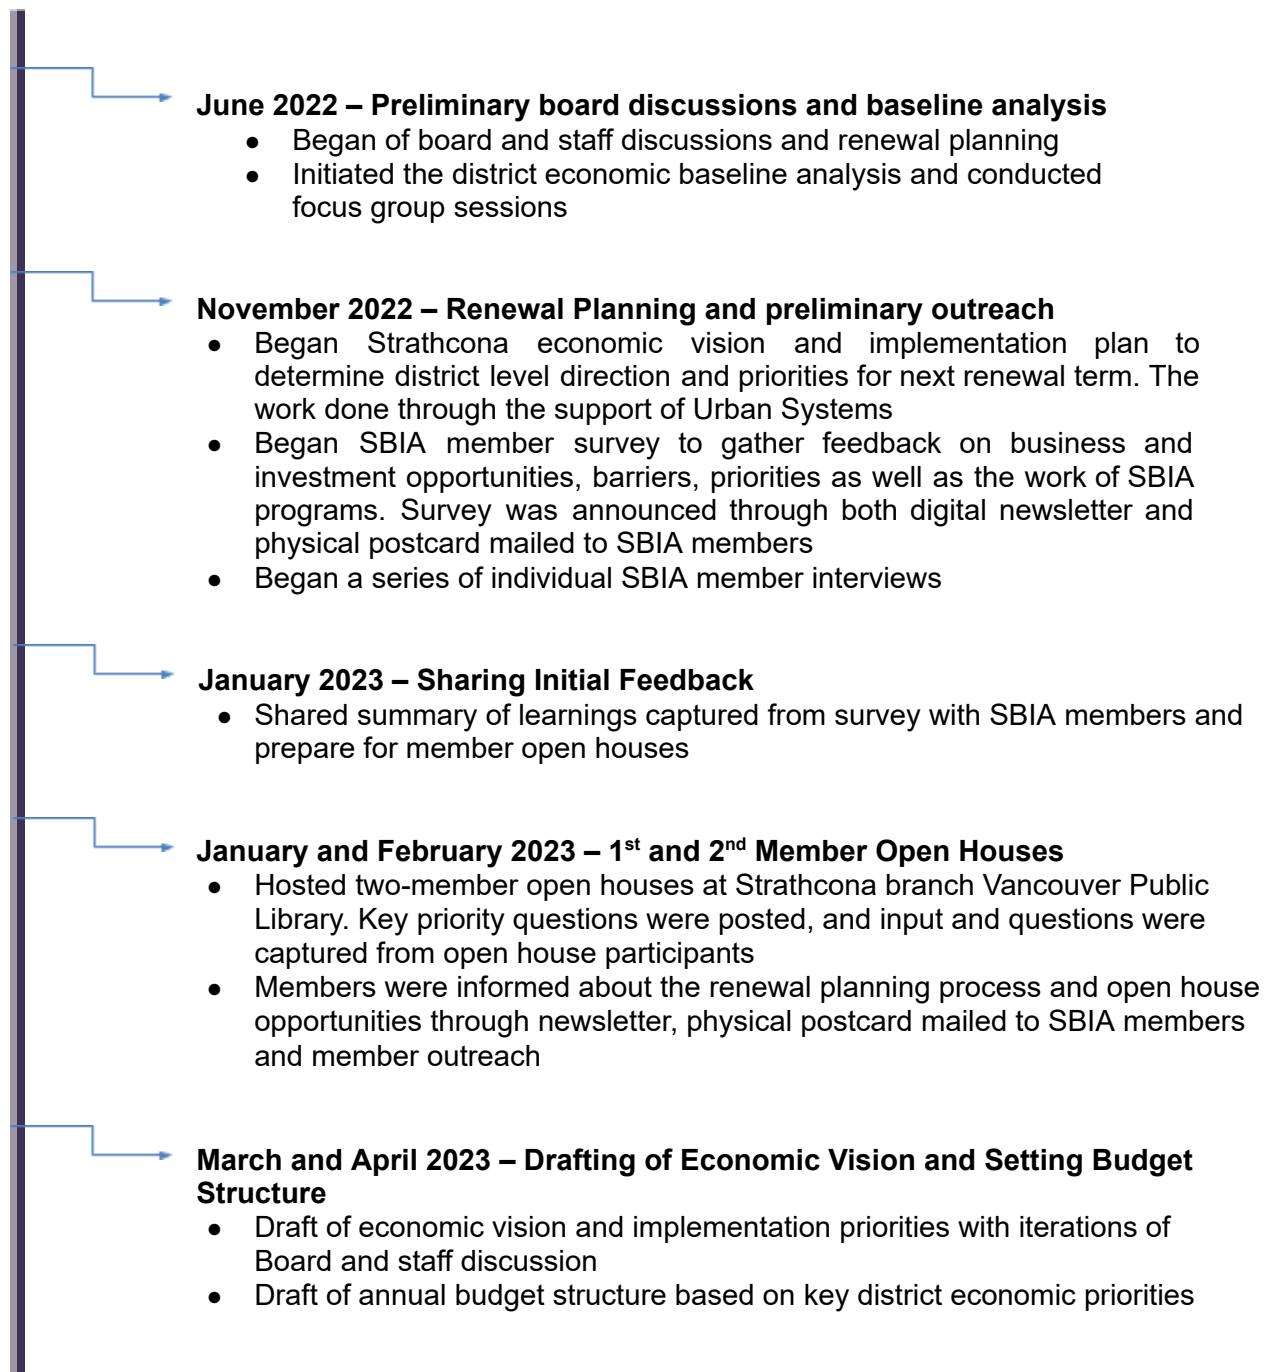 June 2022 – Preliminary board discussions and baseline analysis
● Began of board and staff discussions and renewal planning
● Initiated the district economic baseline analysis and conducted
focus group sessions
November 2022 – Renewal Planning and preliminary outreach
● Began Strathcona economic vision and implementation plan to
determine district level direction and priorities for next renewal term. The
work done through the support of Urban Systems
● Began SBIA member survey to gather feedback on business and
investment opportunities, barriers, priorities as well as the work of SBIA
programs. Survey was announced through both digital newsletter and
physical postcard mailed to SBIA members
● Began a series of individual SBIA member interviews
January 2023 – Sharing Initial Feedback
● Shared summary of learnings captured from survey with SBIA members and
prepare for member open houses
January and February 2023 – 1st and 2nd Member Open Houses
● Hosted two-member open houses at Strathcona branch Vancouver Public
Library. Key priority questions were posted, and input and questions were
captured from open house participants
● Members were informed about the renewal planning process and open house
opportunities through newsletter, physical postcard mailed to SBIA members
and member outreach
March and April 2023 – Drafting of Economic Vision and Setting Budget
Structure
● Draft of economic vision and implementation priorities with iterations of
Board and staff discussion
● Draft of annual budget structure based on key district economic priorities